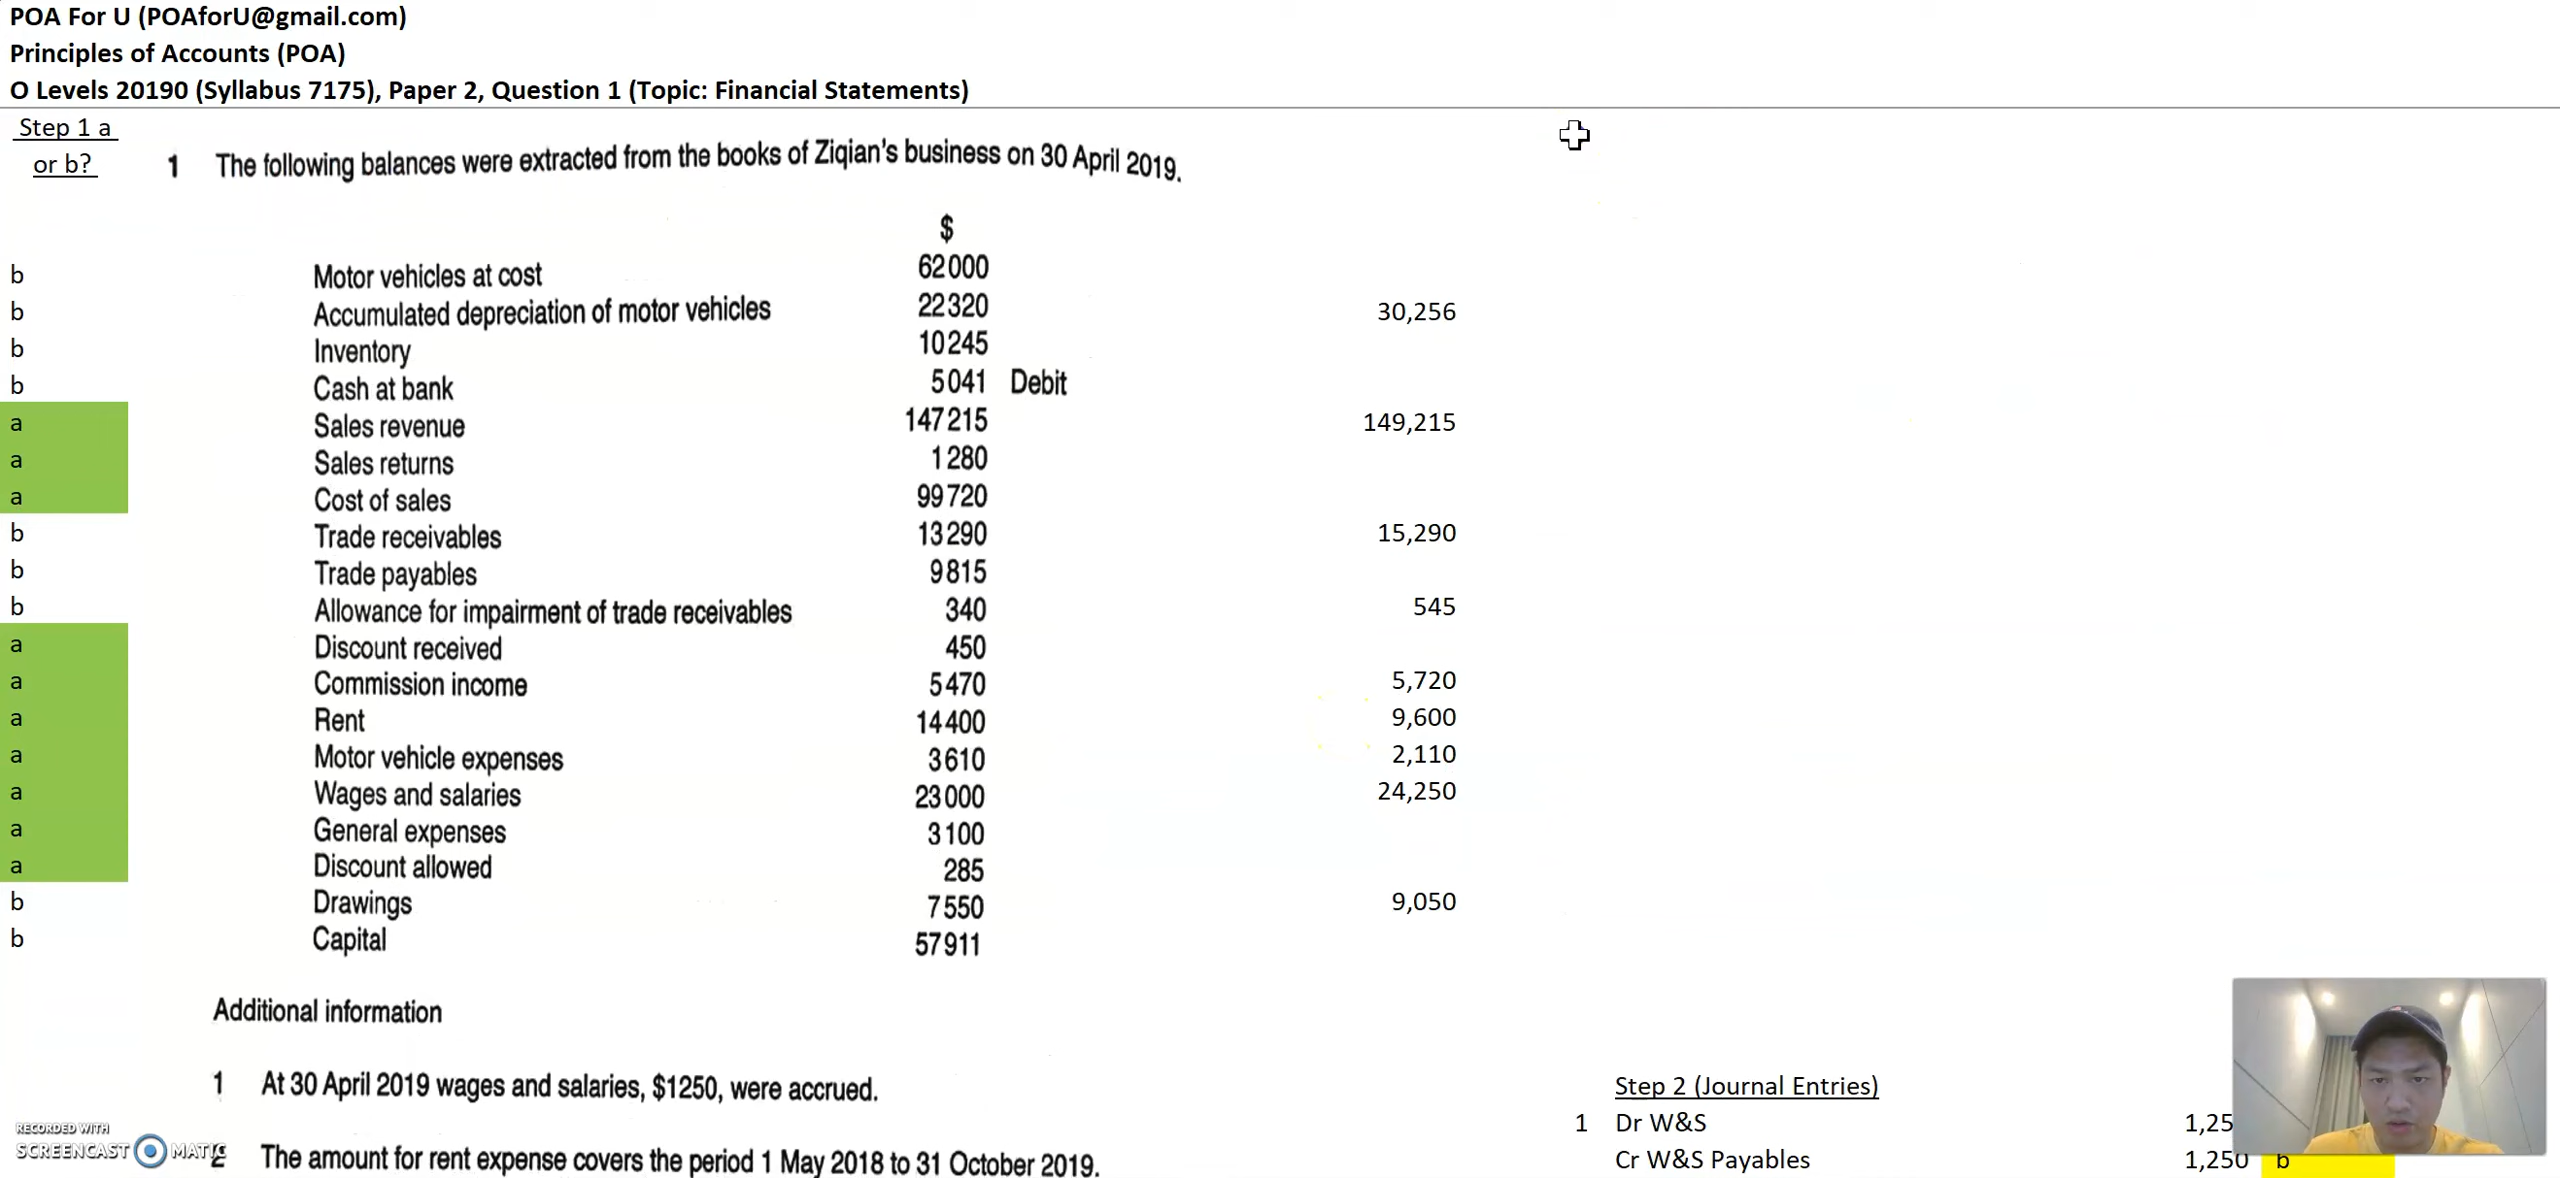 POA For U (POAforU@gmail.com)
Principles of Accounts (POA)
O Levels 20190 (Syllabus 7175), Paper 2, Question 1 (Topic: Financial Statements)
Step 1 a
or b?
1 The following balances were extracted from the books of Ziqian's business on 30 April 2019.
$
b Motor vehicles at cost 62000
b Accumulated depreciation of motor vehicles 22320 30,256
b Inventory 10245
b Cash at bank 5041 Debit
a Sales revenue 147215 149,215
a Sales returns 1280
a Cost of sales 99720
b Trade receivables 13290 15,290
b Trade payables 9815
b Allowance for impairment of trade receivables 340 545
a Discount received 450
a Commission income 5470 5,720
a Rent 14400 9,600
a Motor vehicle expenses 3610 2,110
a Wages and salaries 23000 24,250
a General expenses 3100
a Discount allowed 285
b Drawings 7550 9,050
b Capital 57911
Additional information
1 At 30 April 2019 wages and salaries, $1250, were accrued.
Step 2 (Journal Entries)
1 Dr W&S 1,25
RECORDED WITH
SCREENCAST MATIC
2 The amount for rent expense covers the period 1 May 2018 to 31 October 2019.
Cr W&S Payables 1,250 b